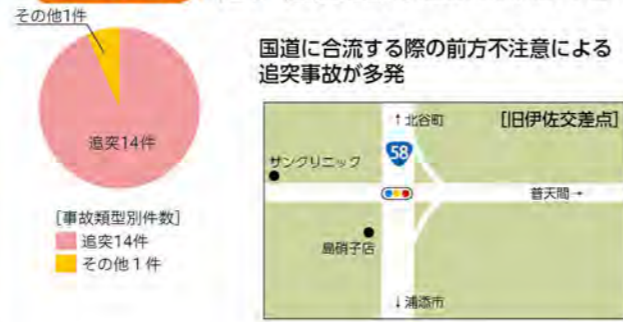 その他1件
追突14件
[事故類型別件数]
追突14件
その他1件
国道に合流する際の前方不注意による
追突事故が多発
↑北谷町
[旧伊佐交差点]
58
サンクリニック
普天間→
島硝子店
↓浦添市